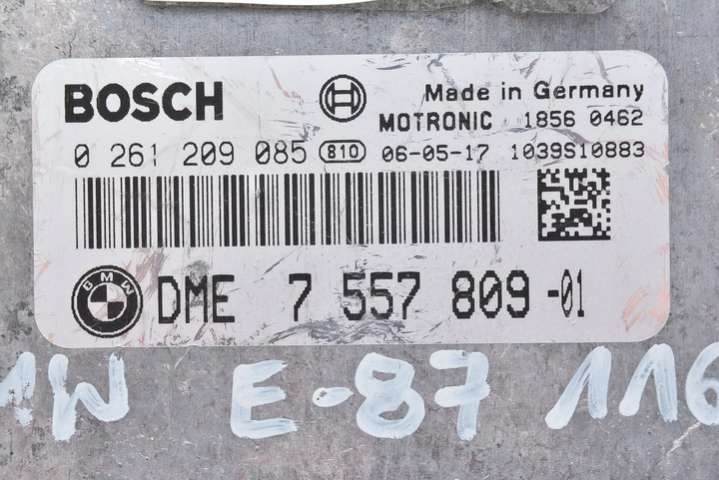 BOSCH
Made in Germany
MOTRONIC 1856 0462
0 261 209 085 810 06-05-17 1039S10883
BMW DME 7 557 809 -01
E-87 116